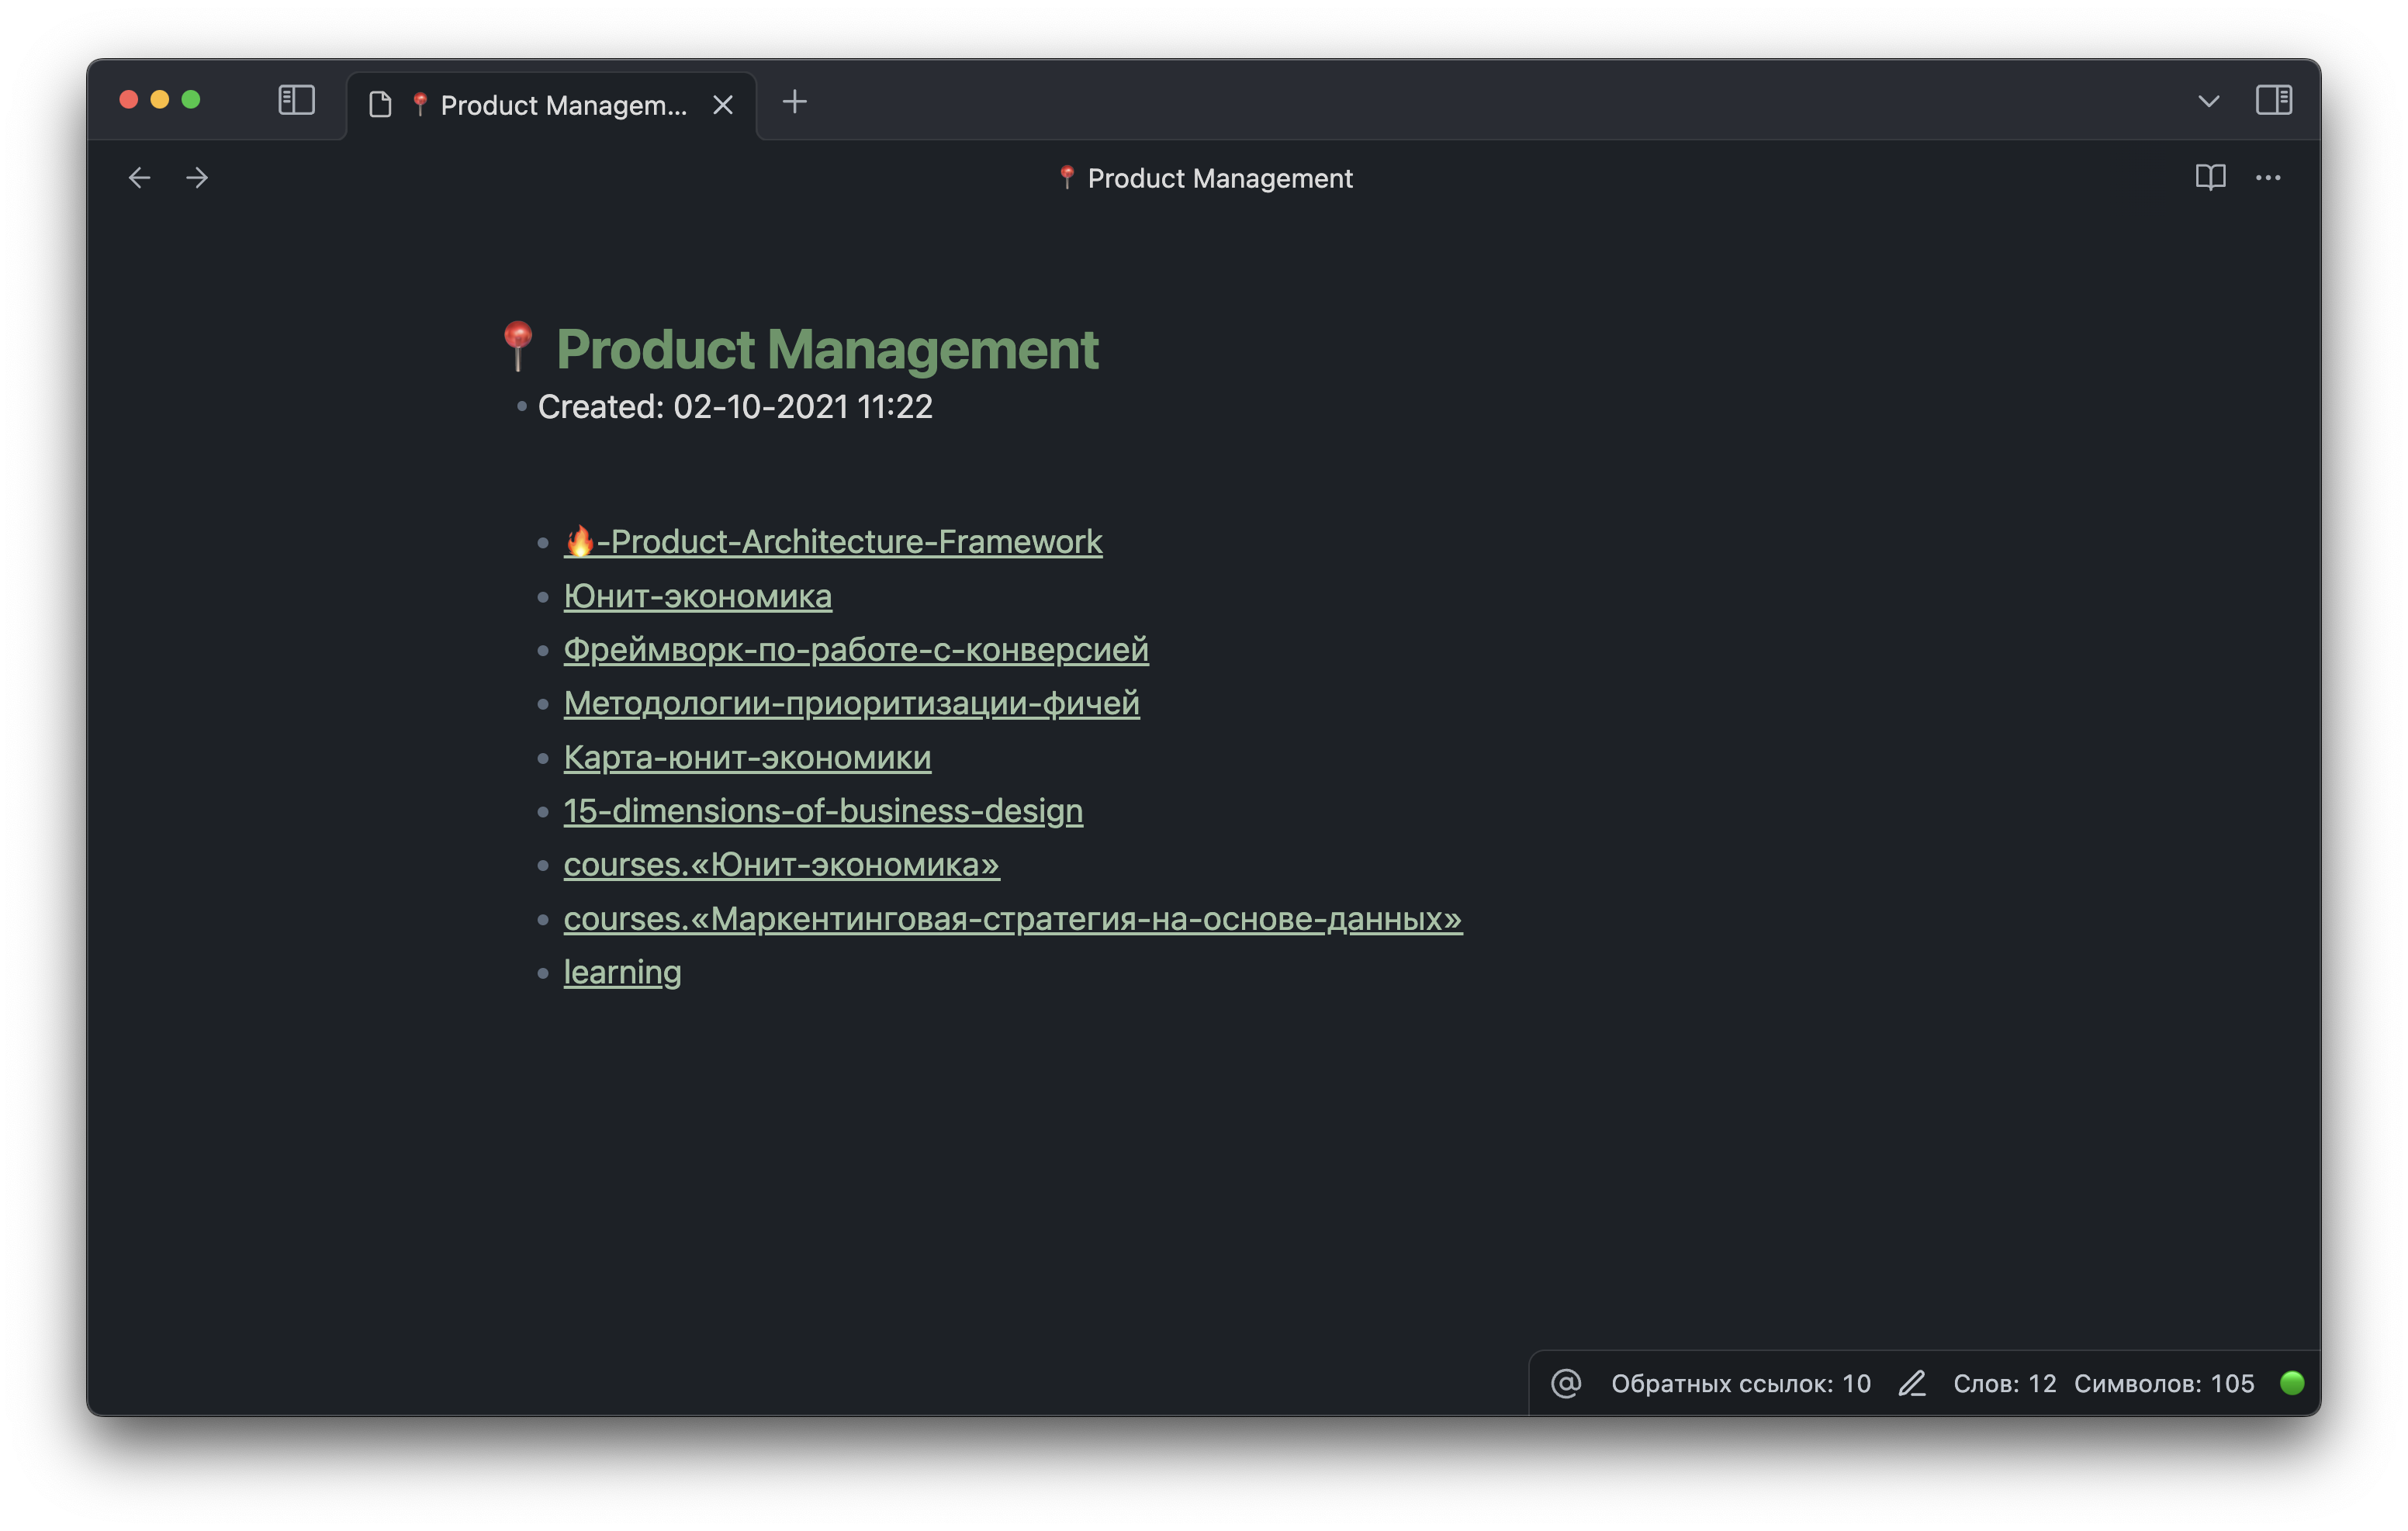 📍 Product Managem...
📍 Product Management
📍 Product Management
• Created: 02-10-2021 11:22
• 🔥-Product-Architecture-Framework
• Юнит-экономика
• Фреймворк-по-работе-с-конверсией
• Методологии-приоритизации-фичей
• Карта-юнит-экономики
• 15-dimensions-of-business-design
• courses.«Юнит-экономика»
• courses.«Маркентинговая-стратегия-на-основе-данных»
• learning
Обратных ссылок: 10 Слов: 12 Символов: 105